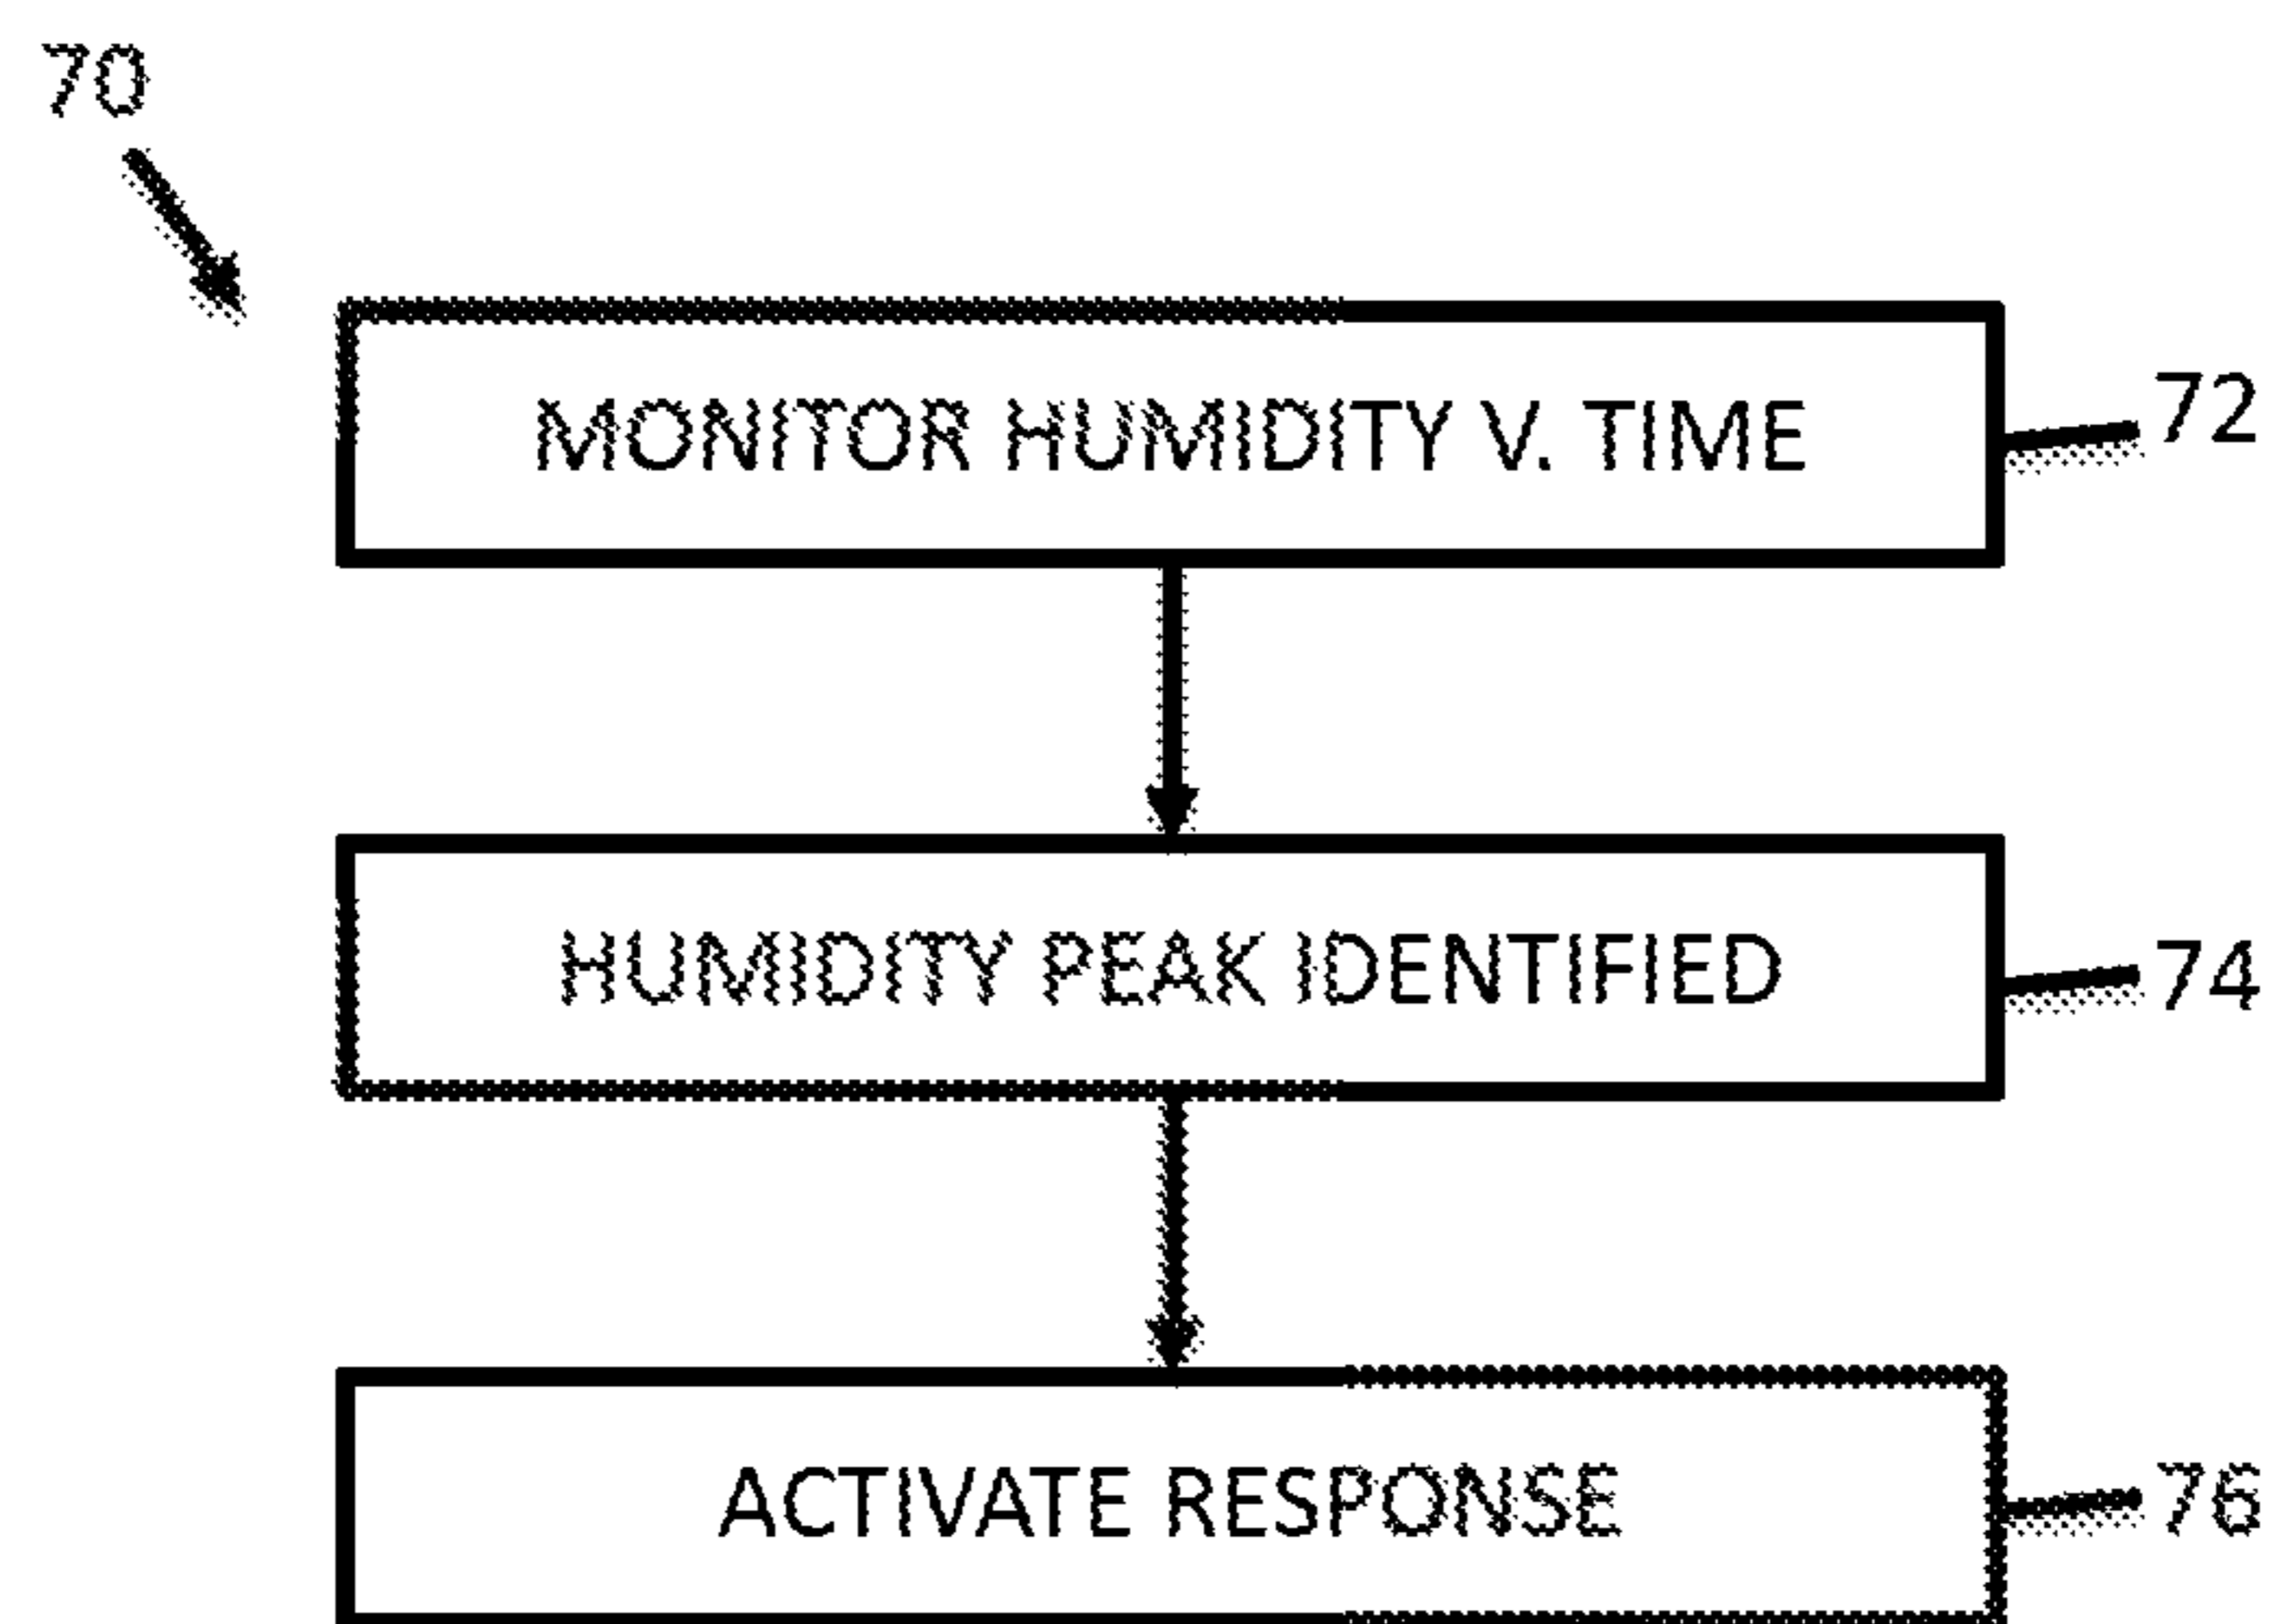 70
MONITOR HUMIDITY V. TIME
72
HUMIDITY PEAK IDENTIFIED
74
ACTIVATE RESPONSE
76